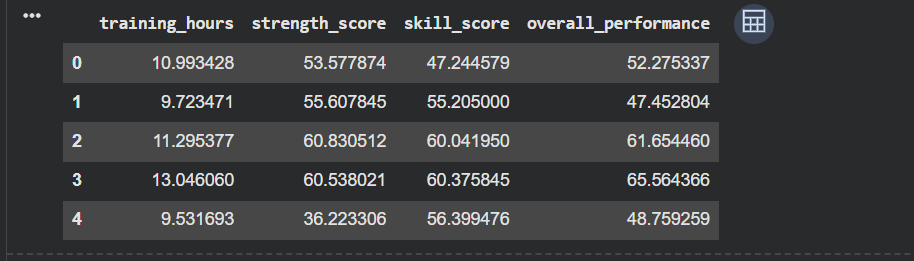 training_hours strength_score skill_score overall_performance
0 10.993428 53.577874 47.244579 52.275337
1 9.723471 55.607845 55.205000 47.452804
2 11.295377 60.830512 60.041950 61.654460
3 13.046060 60.538021 60.375845 65.564366
4 9.531693 36.223306 56.399476 48.759259